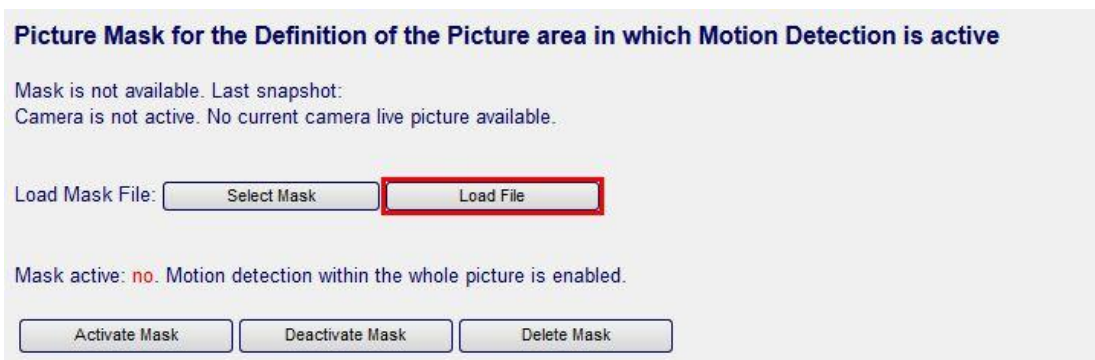 Picture Mask for the Definition of the Picture area in which Motion Detection is active
Mask is not available. Last snapshot:
Camera is not active. No current camera live picture available.
Load Mask File: Select Mask Load File
Mask active: no. Motion detection within the whole picture is enabled.
Activate Mask Deactivate Mask Delete Mask